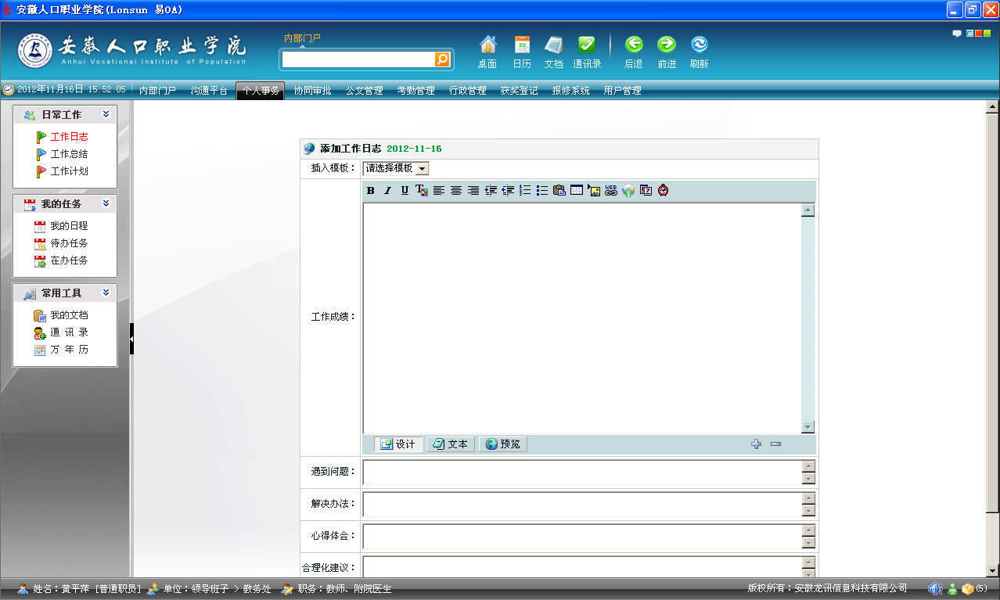 安徽人口职业学院(Lonsun 易OA)
安徽人口职业学院
Anhui Vocational Institute of Population
内部门户
桌面 日历 文档 通讯录 后退 前进 刷新
2012年11月16日 15:52:05 内部门户 沟通平台 个人事务 协同审批 公文管理 考勤管理 行政管理 获奖登记 报修系统 用户管理
日常工作
工作日志
工作总结
工作计划
我的任务
我的日程
待办任务
在办任务
常用工具
我的文档
通 讯 录
万 年 历
添加工作日志 2012-11-16
插入模板： 请选择模板
B I U
WEB
工作成绩：
设计 文本 预览
遇到问题：
解决办法：
心得体会：
合理化建议：
姓名：黄平萍 [普通职员] 单位：领导班子 > 教务处 职务：教师、附院医生 版权所有：安徽龙讯信息科技有限公司 (5)